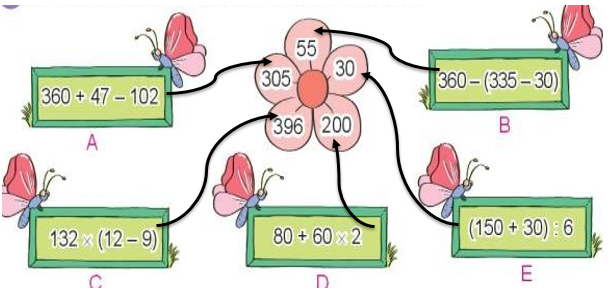 55
305
30
396
200
360 + 47 – 102
A
360 – (335 – 30)
B
132 × (12 – 9)
C
80 + 60 × 2
D
(150 + 30) : 6
E